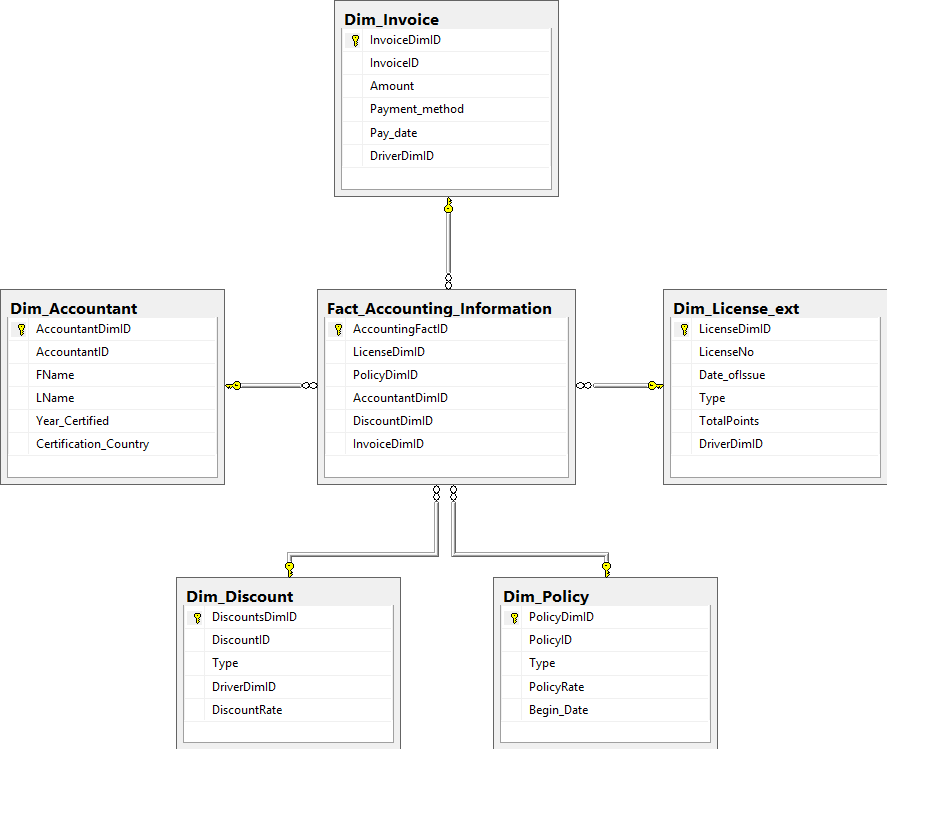 Dim_Invoice
InvoiceDimID
InvoiceID
Amount
Payment_method
Pay_date
DriverDimID
Dim_Accountant
AccountantDimID
AccountantID
FName
LName
Year_Certified
Certification_Country
Fact_Accounting_Information
AccountingFactID
LicenseDimID
PolicyDimID
AccountantDimID
DiscountDimID
InvoiceDimID
Dim_License_ext
LicenseDimID
LicenseNo
Date_ofIssue
Type
TotalPoints
DriverDimID
Dim_Discount
DiscountsDimID
DiscountID
Type
DriverDimID
DiscountRate
Dim_Policy
PolicyDimID
PolicyID
Type
PolicyRate
Begin_Date